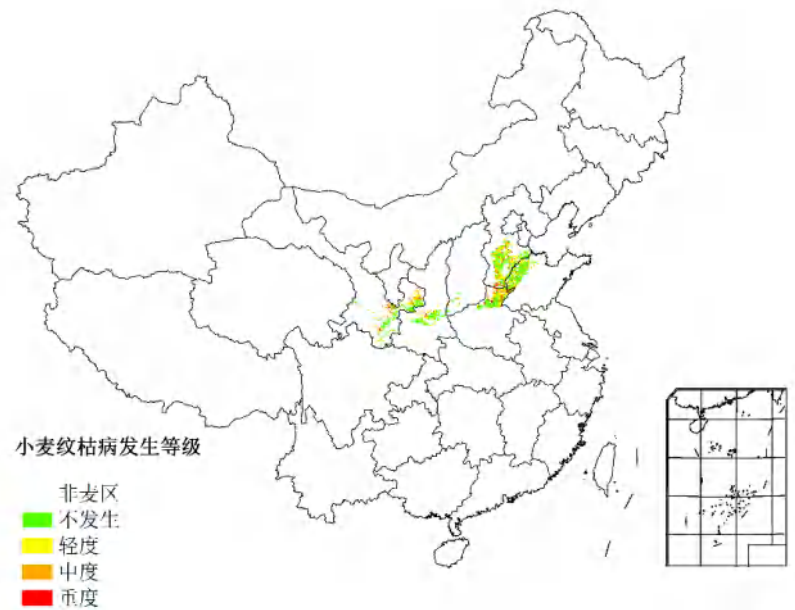 小麦纹枯病发生等级
非麦区
不发生
轻度
中度
重度